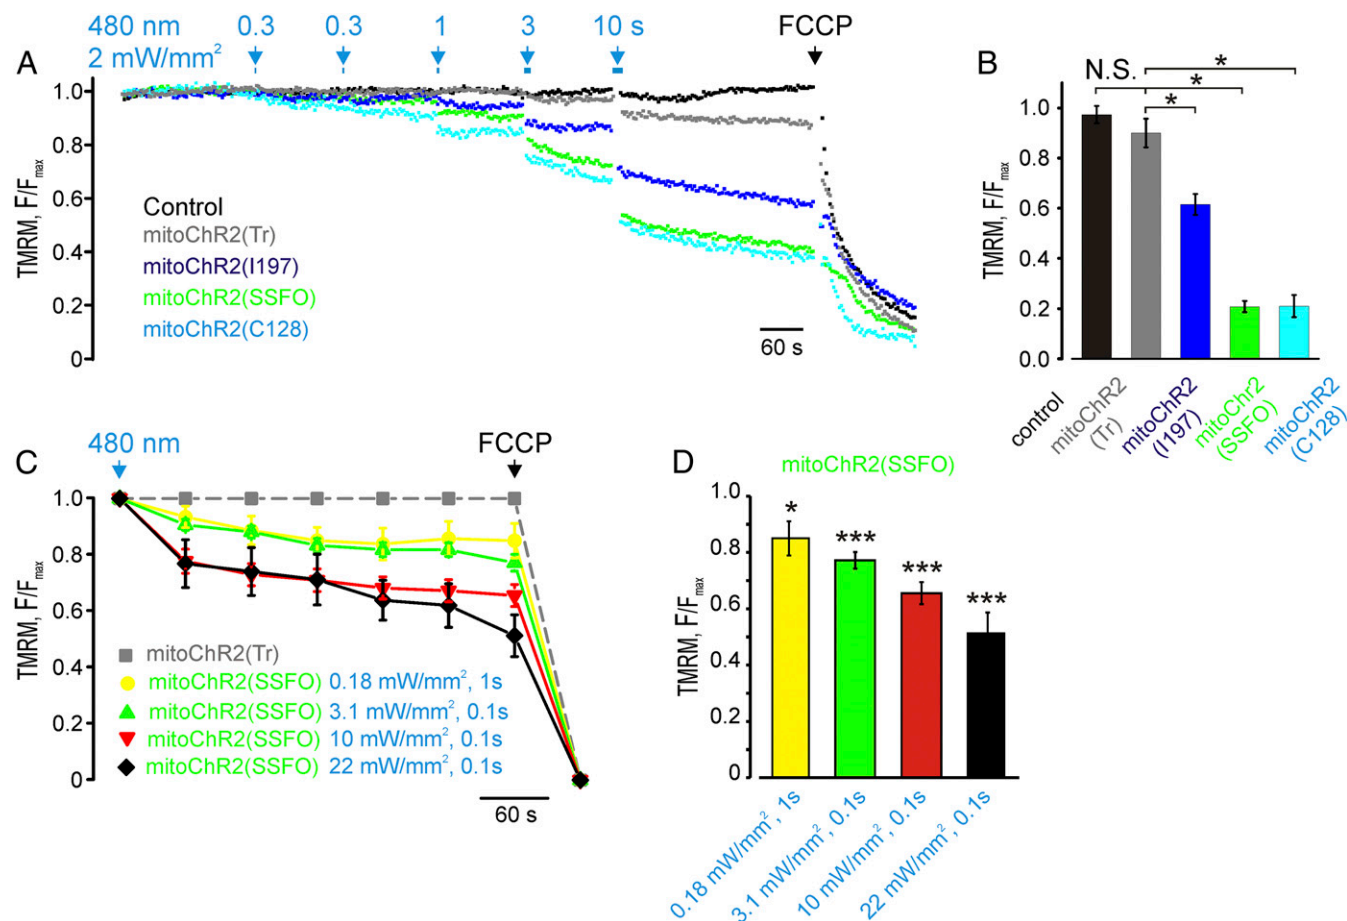 480 nm 0.3 0.3 1 3 10 s FCCP
2 mW/mm²
A
TMRM, F/Fmax
1.0
0.8
0.6
0.4
0.2
0
Control
mitoChR2(Tr)
mitoChR2(I197)
mitoChR2(SSFO)
mitoChR2(C128)
60 s
B
N.S. * * *
TMRM, F/Fmax
1.0
0.8
0.6
0.4
0.2
0.0
control
mitoChR2
(Tr)
mitoChR2
(I197)
mitoChr2
(SSFO)
mitoChR2
(C128)
C
480 nm FCCP
TMRM, F/Fmax
1.0
0.8
0.6
0.4
0.2
0
mitoChR2(Tr)
mitoChR2(SSFO) 0.18 mW/mm², 1s
mitoChR2(SSFO) 3.1 mW/mm², 0.1s
mitoChR2(SSFO) 10 mW/mm², 0.1s
mitoChR2(SSFO) 22 mW/mm², 0.1s
60 s
D
mitoChR2(SSFO)
TMRM, F/Fmax
1.0
0.8
0.6
0.4
0.2
0
* *** *** ***
0.18 mW/mm², 1s
3.1 mW/mm², 0.1s
10 mW/mm², 0.1s
22 mW/mm², 0.1s